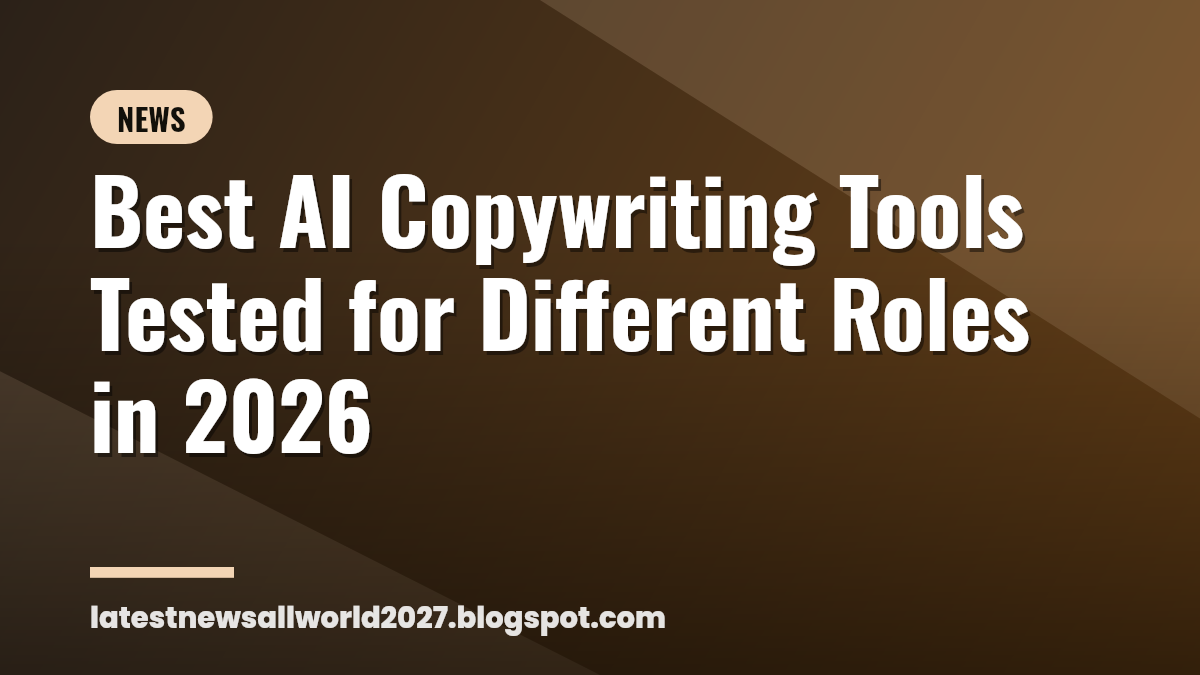 NEWS
Best AI Copywriting Tools
Tested for Different Roles
in 2026
latestnewsallworld2027.blogspot.com